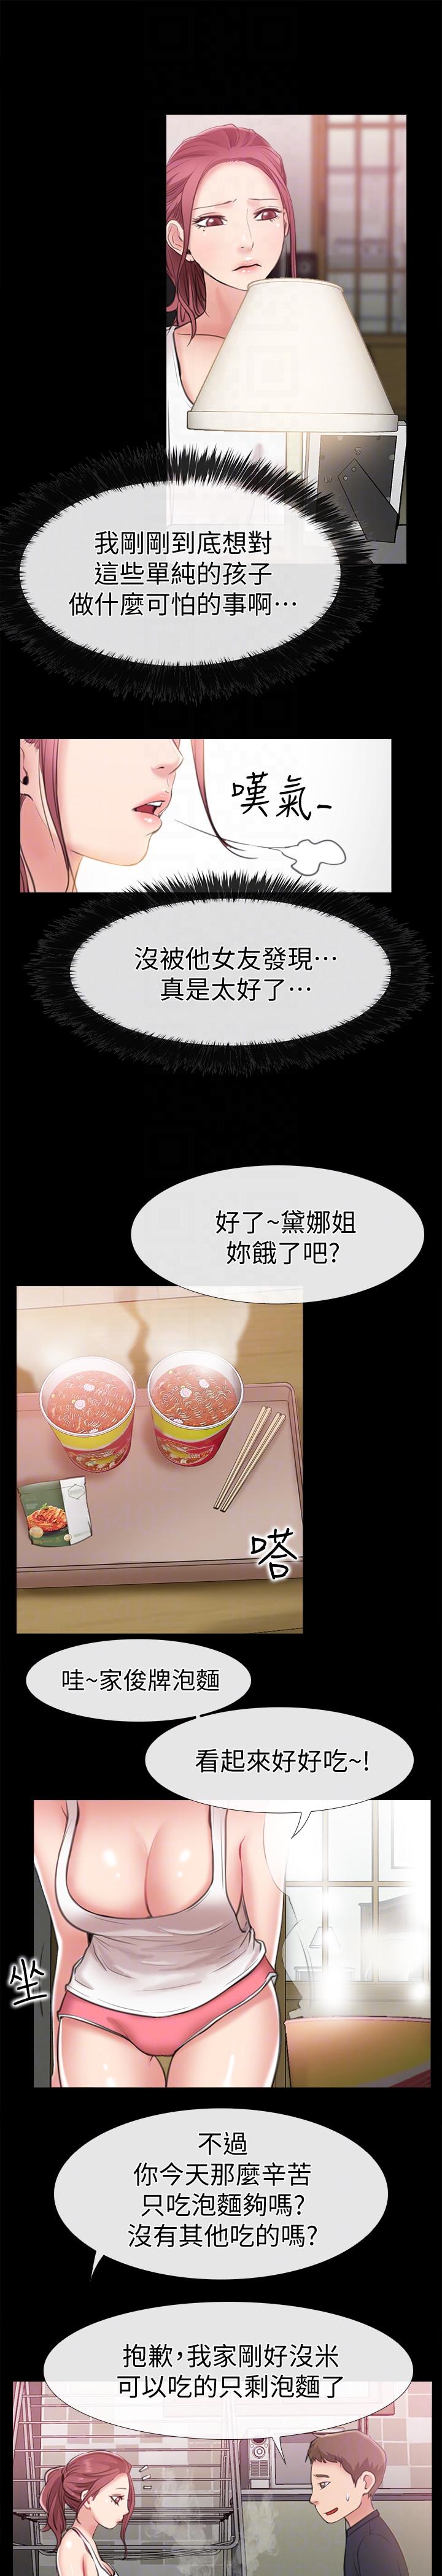 我剛剛到底想對
這些單純的孩子
做什麼可怕的事啊⋯
嘆氣-
沒被他女友發現⋯
真是太好了⋯
好了~黛娜姐
妳餓了吧?
嗒
哇~家俊牌泡麵
看起來好好吃~!
坐
不過
你今天那麼辛苦
只吃泡麵夠嗎?
沒有其他吃的嗎?
抱歉,我家剛好沒米
可以吃的只剩泡麵了